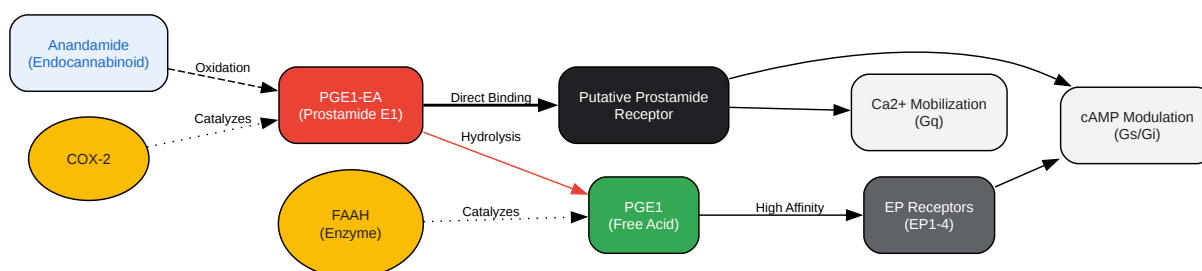 Anandamide
(Endocannabinoid)
Oxidation
COX-2
Catalyzes
PGE1-EA
(Prostamide E1)
Direct Binding
Hydrolysis
Putative Prostamide
Receptor
Ca2+ Mobilization
(Gq)
cAMP Modulation
(Gs/Gi)
FAAH
(Enzyme)
Catalyzes
PGE1
(Free Acid)
High Affinity
EP Receptors
(EP1-4)